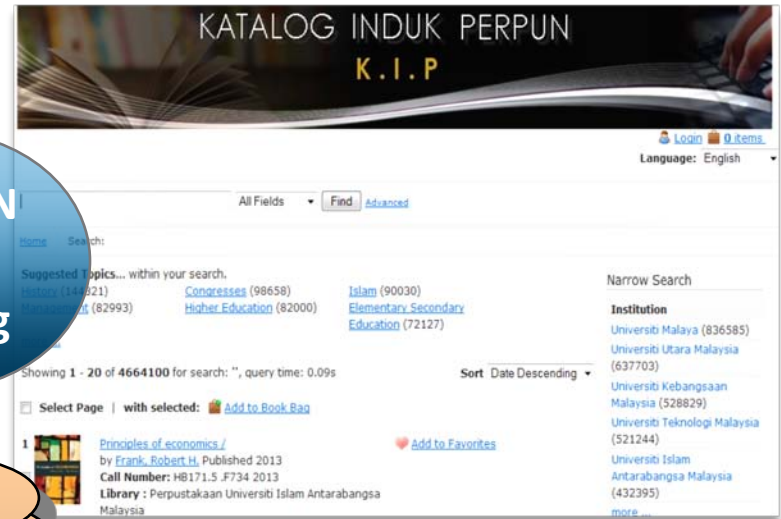 KATALOG INDUK PERPUN
K.I.P
Login 0 items
Language: English
All Fields Find Advanced
Home Search:
Suggested Topics... within your search.
History (144321) Congresses (98658) Islam (90030)
Management (82993) Higher Education (82000) Elementary Secondary
Education (72127)
Showing 1 - 20 of 4664100 for search: '', query time: 0.09s
Sort Date Descending
Select Page | with selected: Add to Book Bag
1 Principles of economics / Add to Favorites
by Frank, Robert H. Published 2013
Call Number: HB171.5 .F734 2013
Library : Perpustakaan Universiti Islam Antarabangsa
Malaysia
Narrow Search
Institution
Universiti Malaya (836585)
Universiti Utara Malaysia
(637703)
Universiti Kebangsaan
Malaysia (528829)
Universiti Teknologi Malaysia
(521244)
Universiti Islam
Antarabangsa Malaysia
(432395)
more ...
N
g